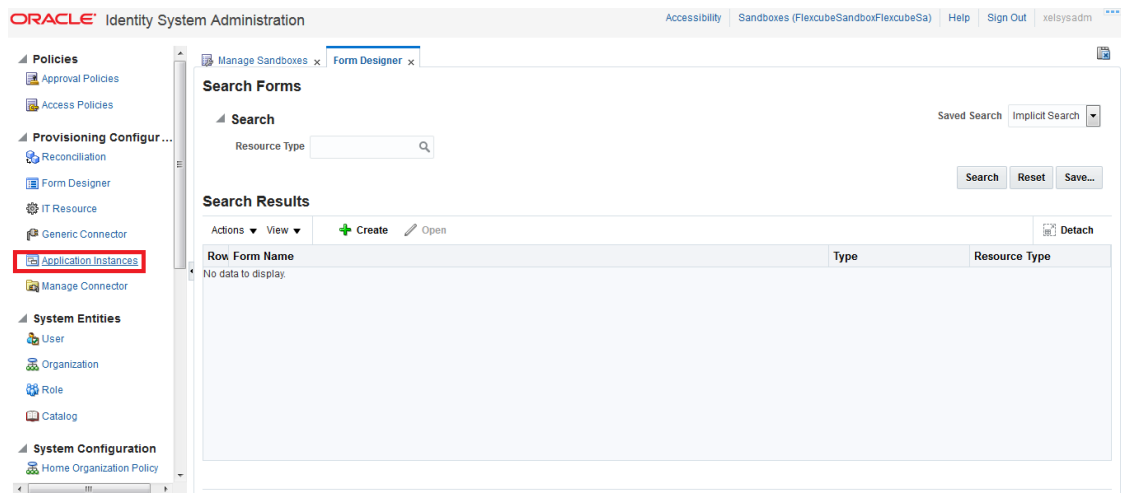 ORACLE® Identity System Administration
Accessibility Sandboxes (FlexcubeSandboxFlexcubeSa) Help Sign Out xelsysadm
Policies
Approval Policies
Access Policies
Provisioning Configur...
Reconciliation
Form Designer
IT Resource
Generic Connector
Application Instances
Manage Connector
System Entities
User
Organization
Role
Catalog
System Configuration
Home Organization Policy
Manage Sandboxes x Form Designer x
Search Forms
Search
Saved Search Implicit Search
Resource Type
Search Reset Save...
Search Results
Actions View Create Open Detach
Row Form Name Type Resource Type
No data to display.